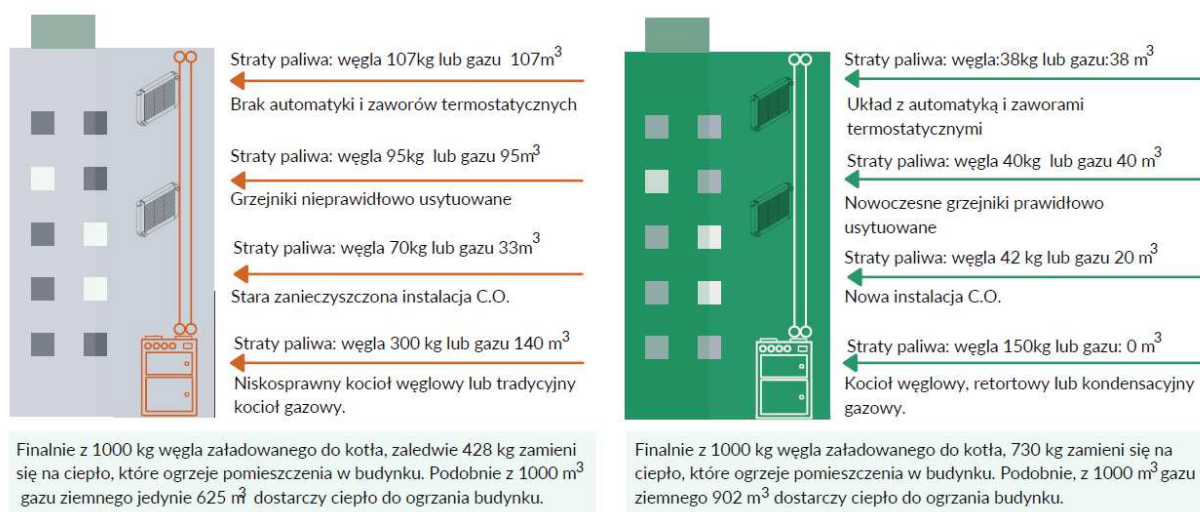 Straty paliwa: węgla 107kg lub gazu 107m³
Brak automatyki i zaworów termostatycznych
Straty paliwa: węgla 95kg lub gazu 95m³
Grzejniki nieprawidłowo usytuowane
Straty paliwa: węgla 70kg lub gazu 33m³
Stara zanieczyszczona instalacja C.O.
Straty paliwa: węgla 300 kg lub gazu 140 m³
Niskosprawny kocioł węglowy lub tradycyjny
kocioł gazowy.
Finalnie z 1000 kg węgla załadowanego do kotła, zaledwie 428 kg zamieni
się na ciepło, które ogrzeje pomieszczenia w budynku. Podobnie z 1000 m³
gazu ziemnego jedynie 625 m³ dostarczy ciepło do ogrzania budynku.
Straty paliwa: węgla:38kg lub gazu:38 m³
Układ z automatyką i zaworami
termostatycznymi
Straty paliwa: węgla 40kg lub gazu 40 m³
Nowoczesne grzejniki prawidłowo
usytuowane
Straty paliwa: węgla 42 kg lub gazu 20 m³
Nowa instalacja C.O.
Straty paliwa: węgla 150kg lub gazu: 0 m³
Kocioł węglowy, retortowy lub kondensacyjny
gazowy.
Finalnie z 1000 kg węgla załadowanego do kotła, 730 kg zamieni się na
ciepło, które ogrzeje pomieszczenia w budynku. Podobnie, z 1000 m³ gazu
ziemnego 902 m³ dostarczy ciepło do ogrzania budynku.